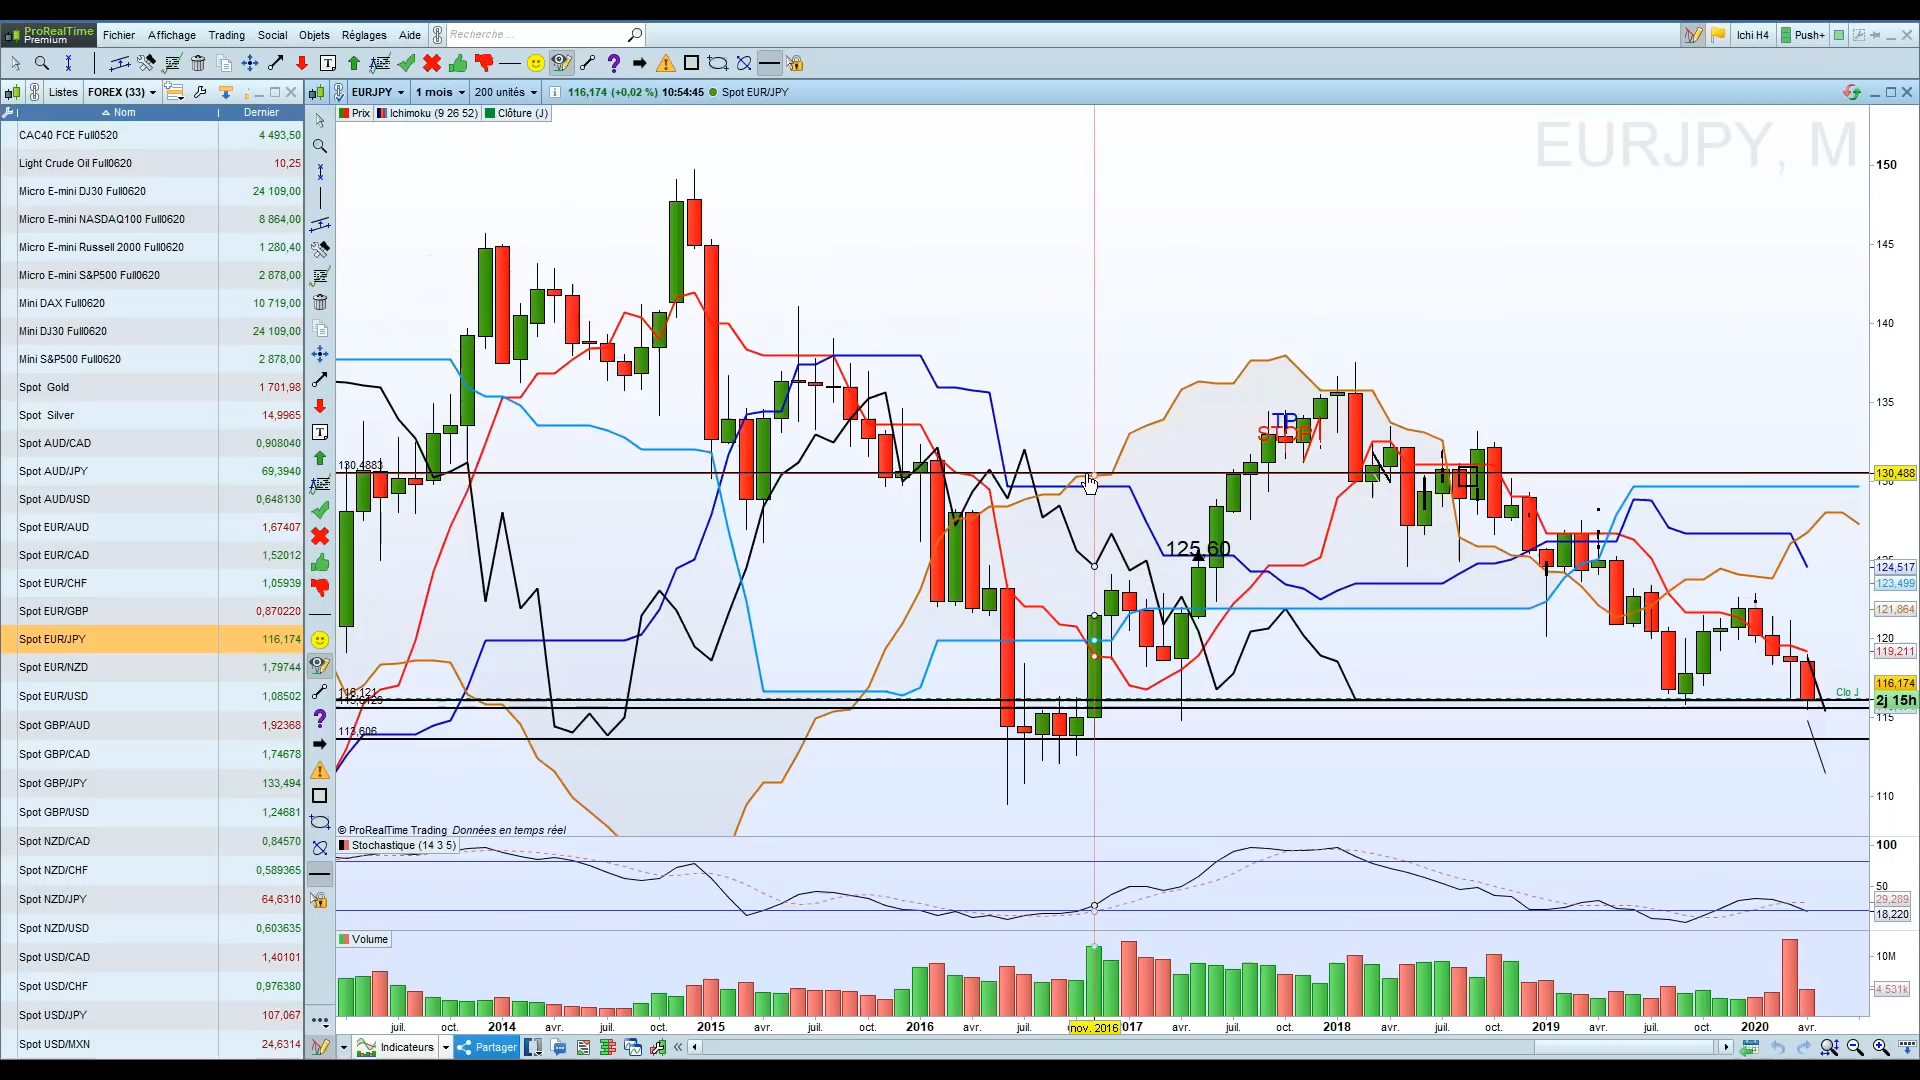 ProRealTime
Premium
Fichier Affichage Trading Social Objets Réglages Aide Recherche... Ichi H4 Push+
Listes FOREX (33) EURJPY 1 mois 200 unités 116,174 (+0,02 %) 10:54:45 Spot EUR/JPY
Nom Dernier
Prix Ichimoku (9 26 52) Clôture (J)
EURJPY, M
CAC40 FCE Full0520 4 493,50
Light Crude Oil Full0620 10,25
Micro E-mini DJ30 Full0620 24 109,00
Micro E-mini NASDAQ100 Full0620 8 864,00
Micro E-mini Russell 2000 Full0620 1 280,40
Micro E-mini S&P500 Full0620 2 878,00
Mini DAX Full0620 10 719,00
Mini DJ30 Full0620 24 109,00
Mini S&P500 Full0620 2 878,00
Spot Gold 1 701,98
Spot Silver 14,9965
Spot AUD/CAD 0,908040
Spot AUD/JPY 69,3940
Spot AUD/USD 0,648130
Spot EUR/AUD 1,67407
Spot EUR/CAD 1,52012
Spot EUR/CHF 1,05939
Spot EUR/GBP 0,870220
Spot EUR/JPY 116,174
Spot EUR/NZD 1,79744
Spot EUR/USD 1,08502
Spot GBP/AUD 1,92368
Spot GBP/CAD 1,74678
Spot GBP/JPY 133,494
Spot GBP/USD 1,24681
Spot NZD/CAD 0,84570
Spot NZD/CHF 0,589365
Spot NZD/JPY 64,6310
Spot NZD/USD 0,603635
Spot USD/CAD 1,40101
Spot USD/CHF 0,976380
Spot USD/JPY 107,067
Spot USD/MXN 24,6314
150
145
140
135
130,488
130
125
124,517
123,499
121,864
120
119,211
116,174
2j 15h
115
110
130,4883
TP
STOP
125,60
116,121
113,606
Clo J
© ProRealTime Trading Données en temps réel
Stochastique (14 3 5)
100
50
29,289
18,220
Volume
10M
4 531k
juil. oct. 2014 avr. juil. oct. 2015 avr. juil. oct. 2016 avr. juil. nov. 2016 2017 avr. juil. oct. 2018 avr. juil. oct. 2019 avr. juil. oct. 2020 avr.
Indicateurs Partager